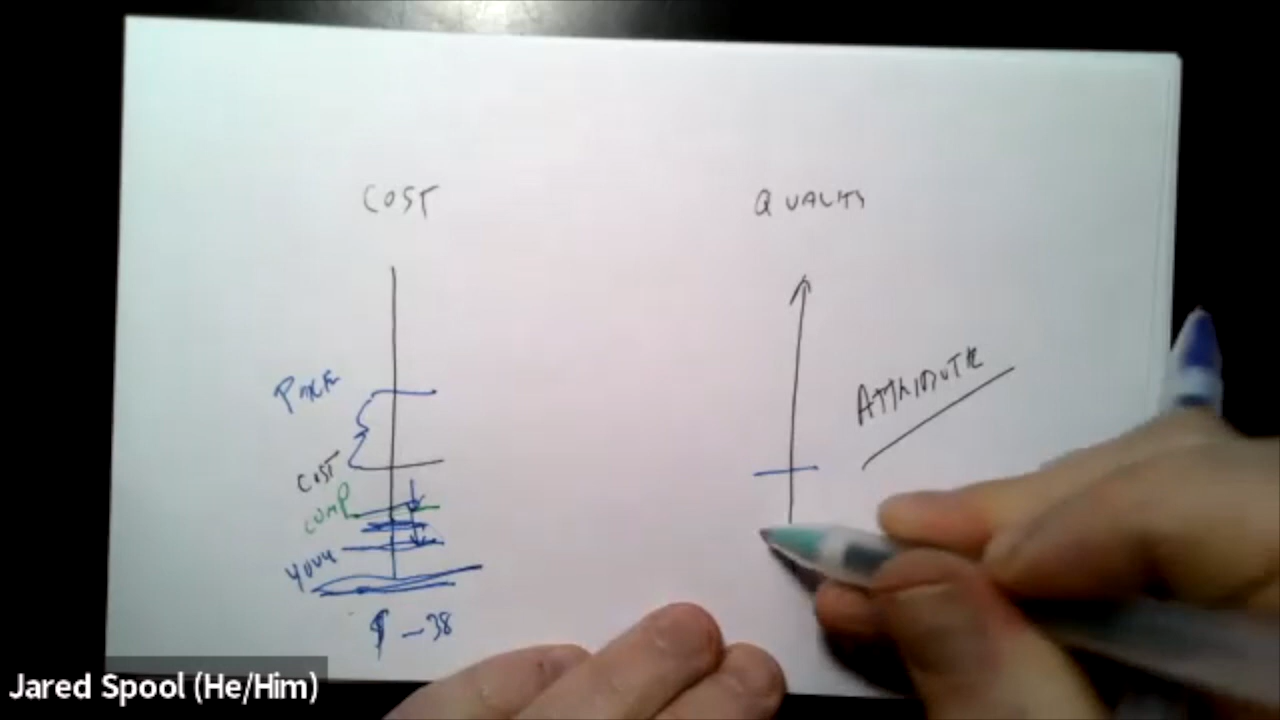 COST
QUALITY
PRICE
ATTRIBUTE
COST
COMP
YOUR
$ -38
Jared Spool (He/Him)